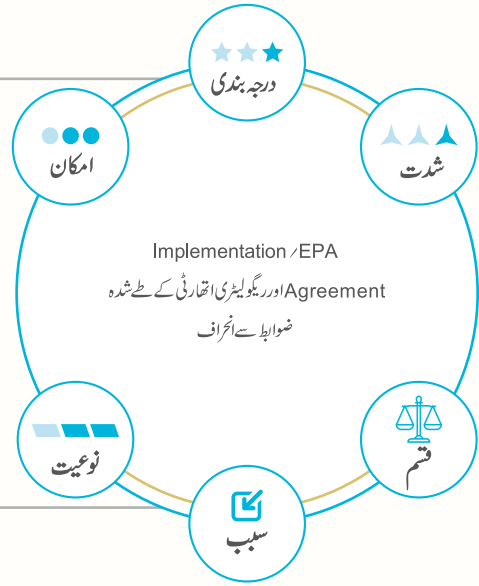 درجہ بندی
شدت
امکان
Implementation /EPA
Agreement اور ریگولیٹری اتھارٹی کے طے شدہ
ضوابط سے انحراف
قسم
نوعیت
سبب